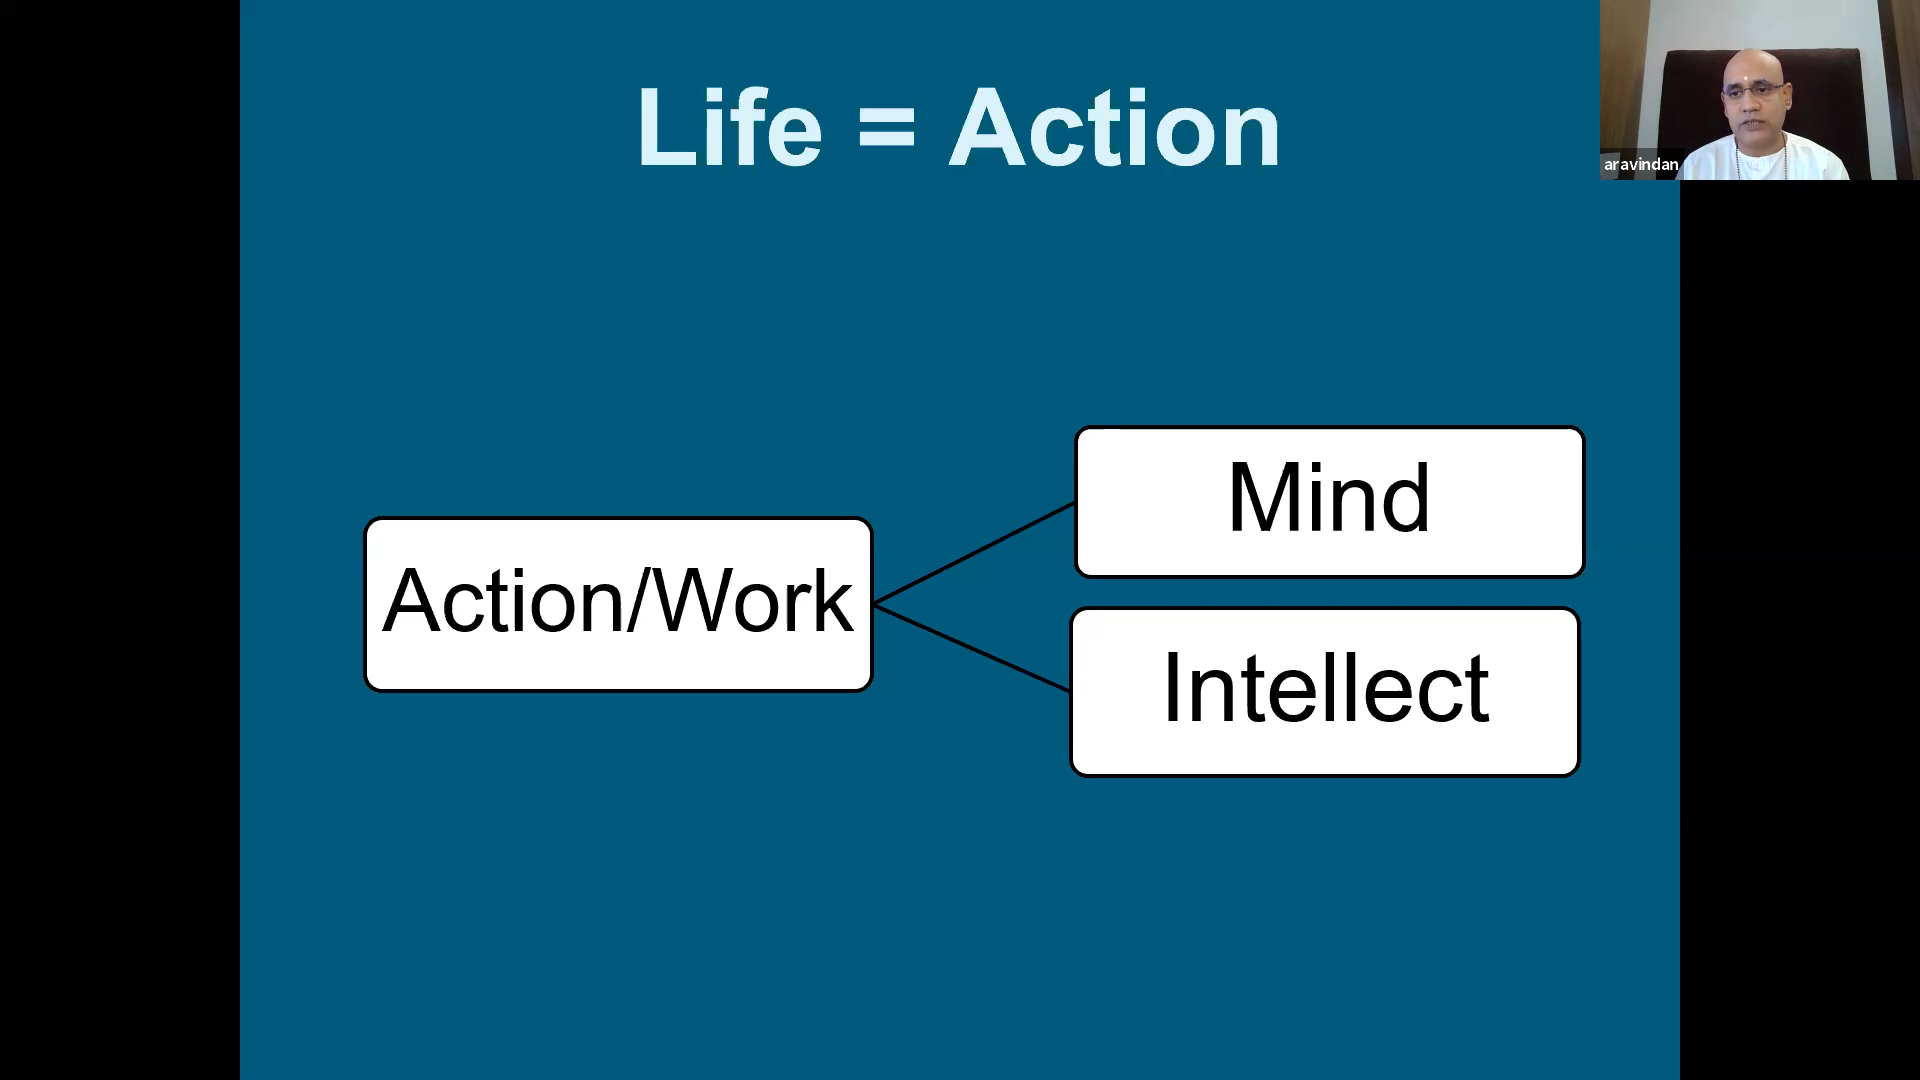 Life = Action
aravindan
Mind
Action/Work
Intellect